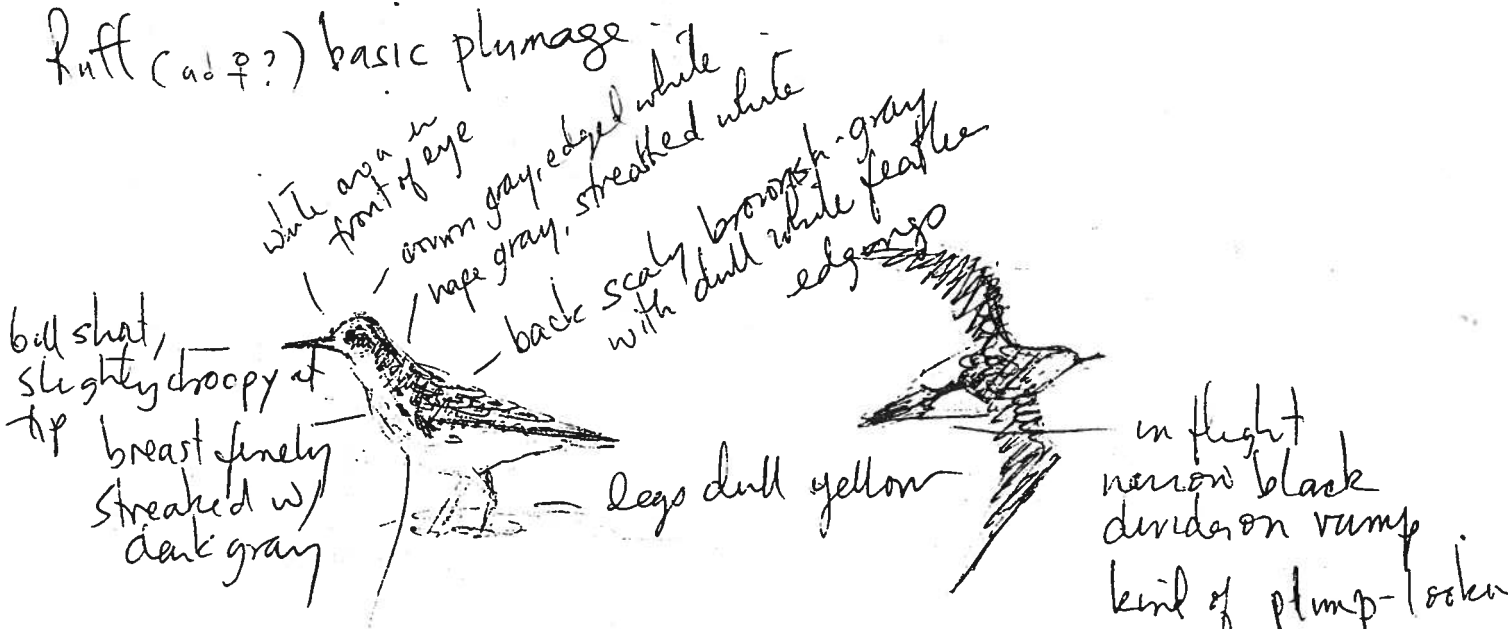 Ruff (ad ♀?) basic plumage
white area in
front of eye
crown gray, edged white
nape gray, streaked white
back scaly brownish-gray
with dull white feather
edgings
bill short,
slightly droopy at
tip
breast finely
streaked w/
dark gray
legs dull yellow
in flight
narrow black
divider on rump
kind of plump-lookin